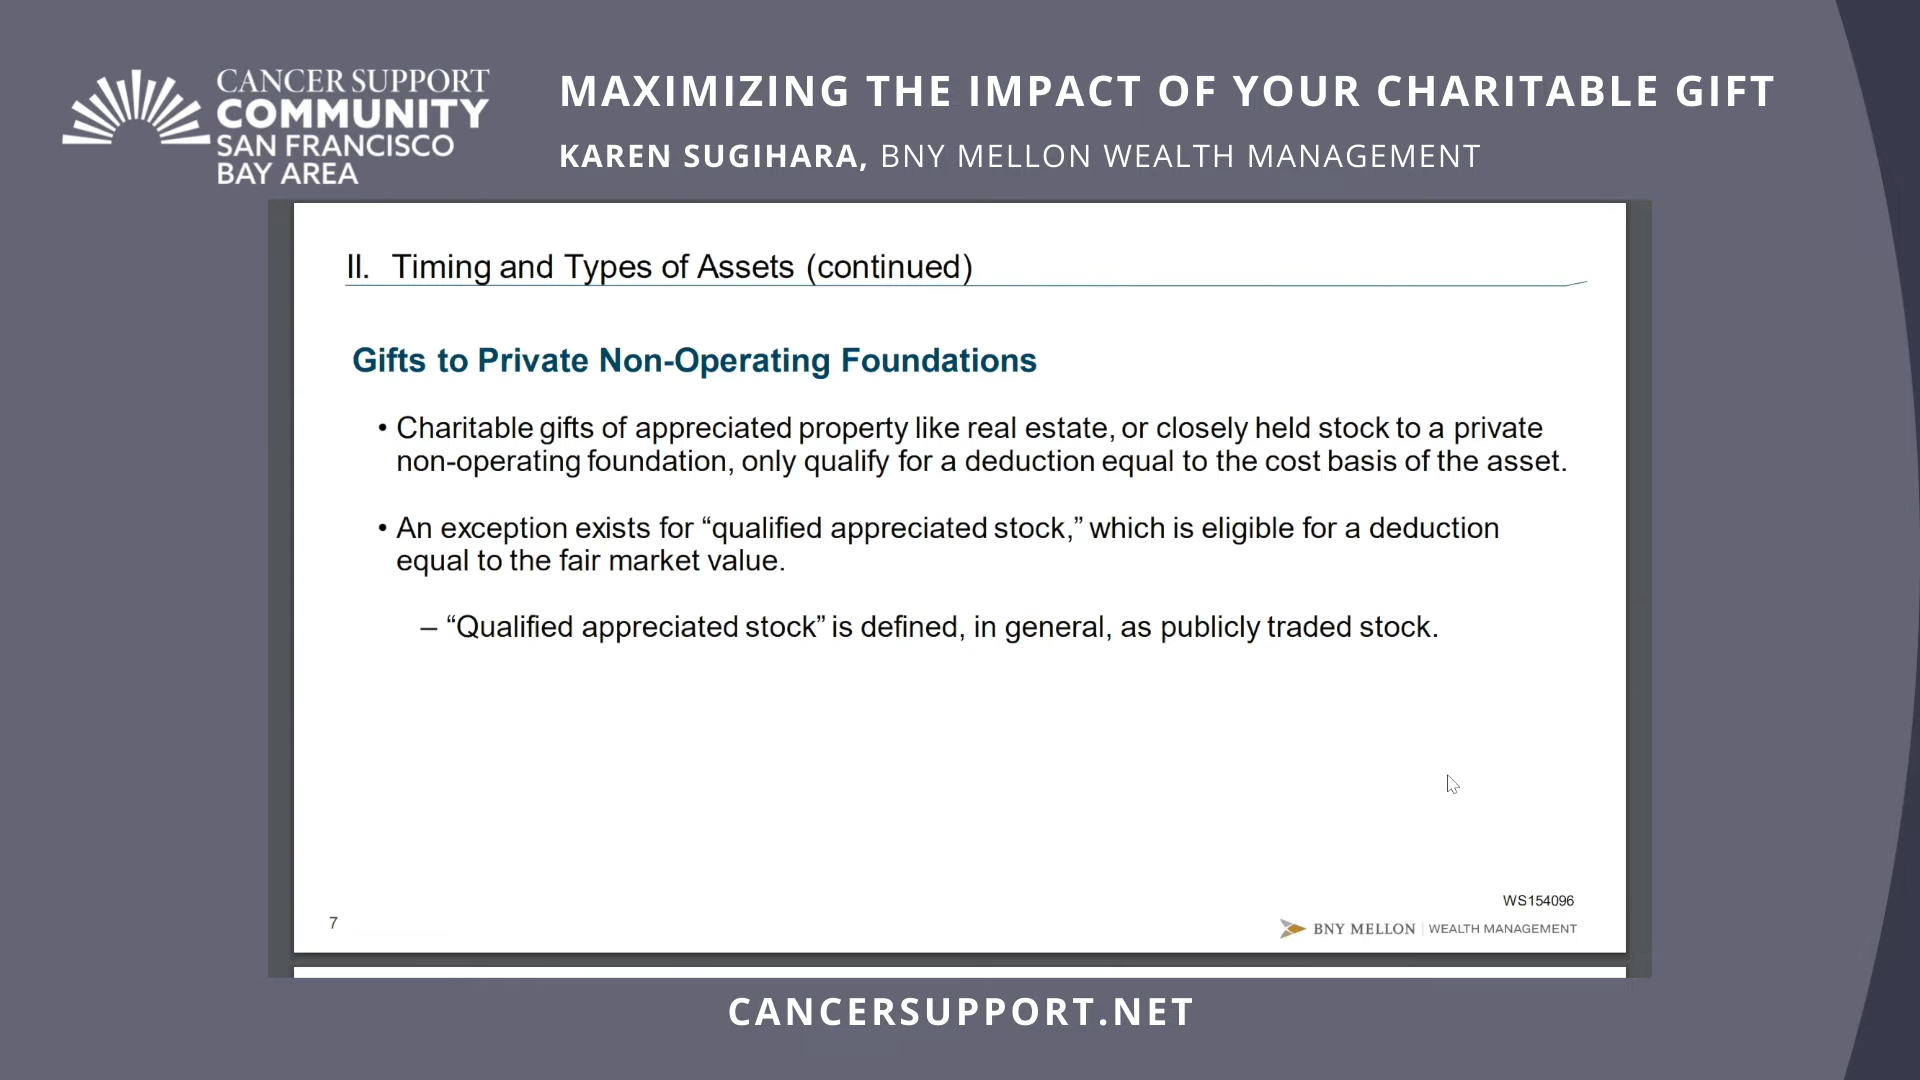 CANCER SUPPORT
COMMUNITY
SAN FRANCISCO
BAY AREA
MAXIMIZING THE IMPACT OF YOUR CHARITABLE GIFT
KAREN SUGIHARA, BNY MELLON WEALTH MANAGEMENT
II. Timing and Types of Assets (continued)
Gifts to Private Non-Operating Foundations
• Charitable gifts of appreciated property like real estate, or closely held stock to a private
non-operating foundation, only qualify for a deduction equal to the cost basis of the asset.
• An exception exists for “qualified appreciated stock,” which is eligible for a deduction
equal to the fair market value.
– “Qualified appreciated stock” is defined, in general, as publicly traded stock.
WS154096
7
BNY MELLON | WEALTH MANAGEMENT
CANCERSUPPORT.NET